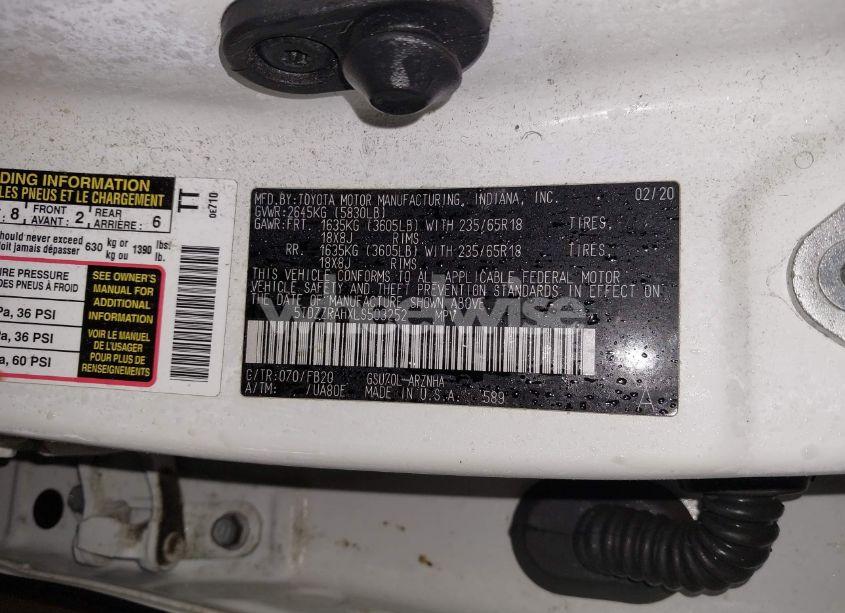 DING INFORMATION
LES PNEUS ET LE CHARGEMENT
: 8 FRONT AVANT : 2 REAR ARRIÈRE : 6
TT
0E710
should never exceed 630 kg or 1390 lbs
doit jamais dépasser kg ou lb.
URE PRESSURE
DES PNEUS À FROID
a, 36 PSI
a, 36 PSI
a, 60 PSI
SEE OWNER'S
MANUAL FOR
ADDITIONAL
INFORMATION
VOIR LE MANUEL
DE L'USAGER
POUR PLUS DE
RENSEIGNEMENTS
MFD.BY:TOYOTA MOTOR MANUFACTURING, INDIANA, INC. 02/20
GVWR:2645KG (5830LB)
GAWR:FRT. 1635KG (3605LB) WITH 235/65R18 TIRES,
18X8J RIMS
RR. 1635KG (3605LB) WITH 235/65R18 TIRES,
18X8J RIMS.
THIS VEHICLE CONFORMS TO ALL APPLICABLE FEDERAL MOTOR
VEHICLE SAFETY AND THEFT PREVENTION STANDARDS IN EFFECT ON
THE DATE OF MANUFACTURE SHOWN ABOVE.
5TDZZRAHXLS503252 MPV
C/TR:070/FB20 GSU70L-ARZNHA
A/TM: /UA80E MADE IN U.S.A. 589 A